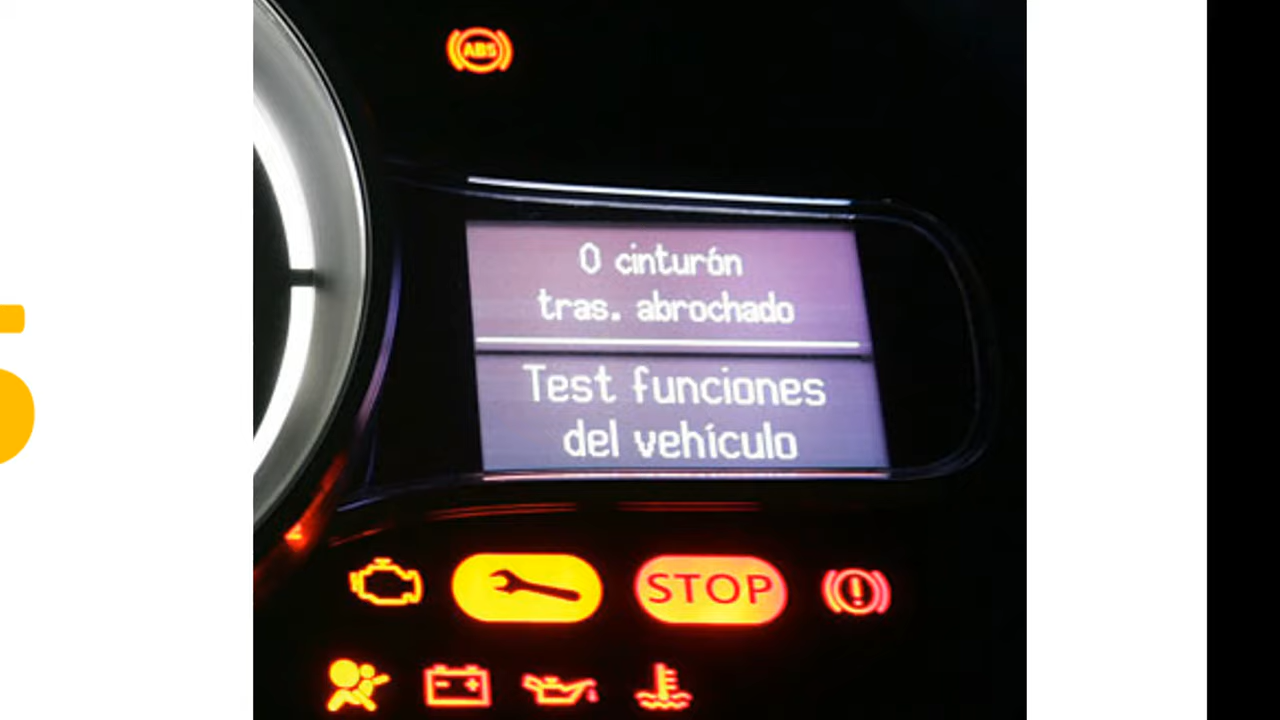 ABS
0 cinturón
tras. abrochado
Test funciones
del vehículo
STOP